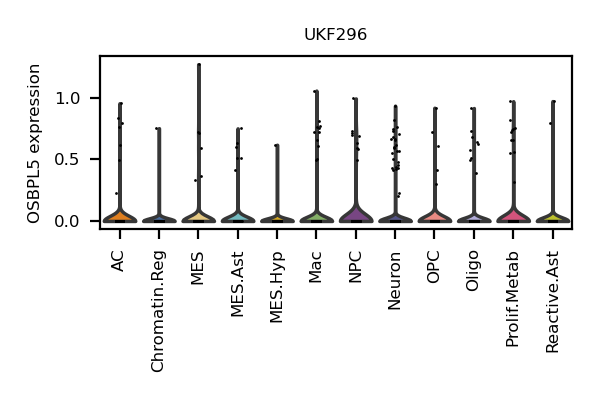 UKF296
OSBPL5 expression
1.0
0.5
0.0
AC
Chromatin.Reg
MES
MES.Ast
MES.Hyp
Mac
NPC
Neuron
OPC
Oligo
Prolif.Metab
Reactive.Ast